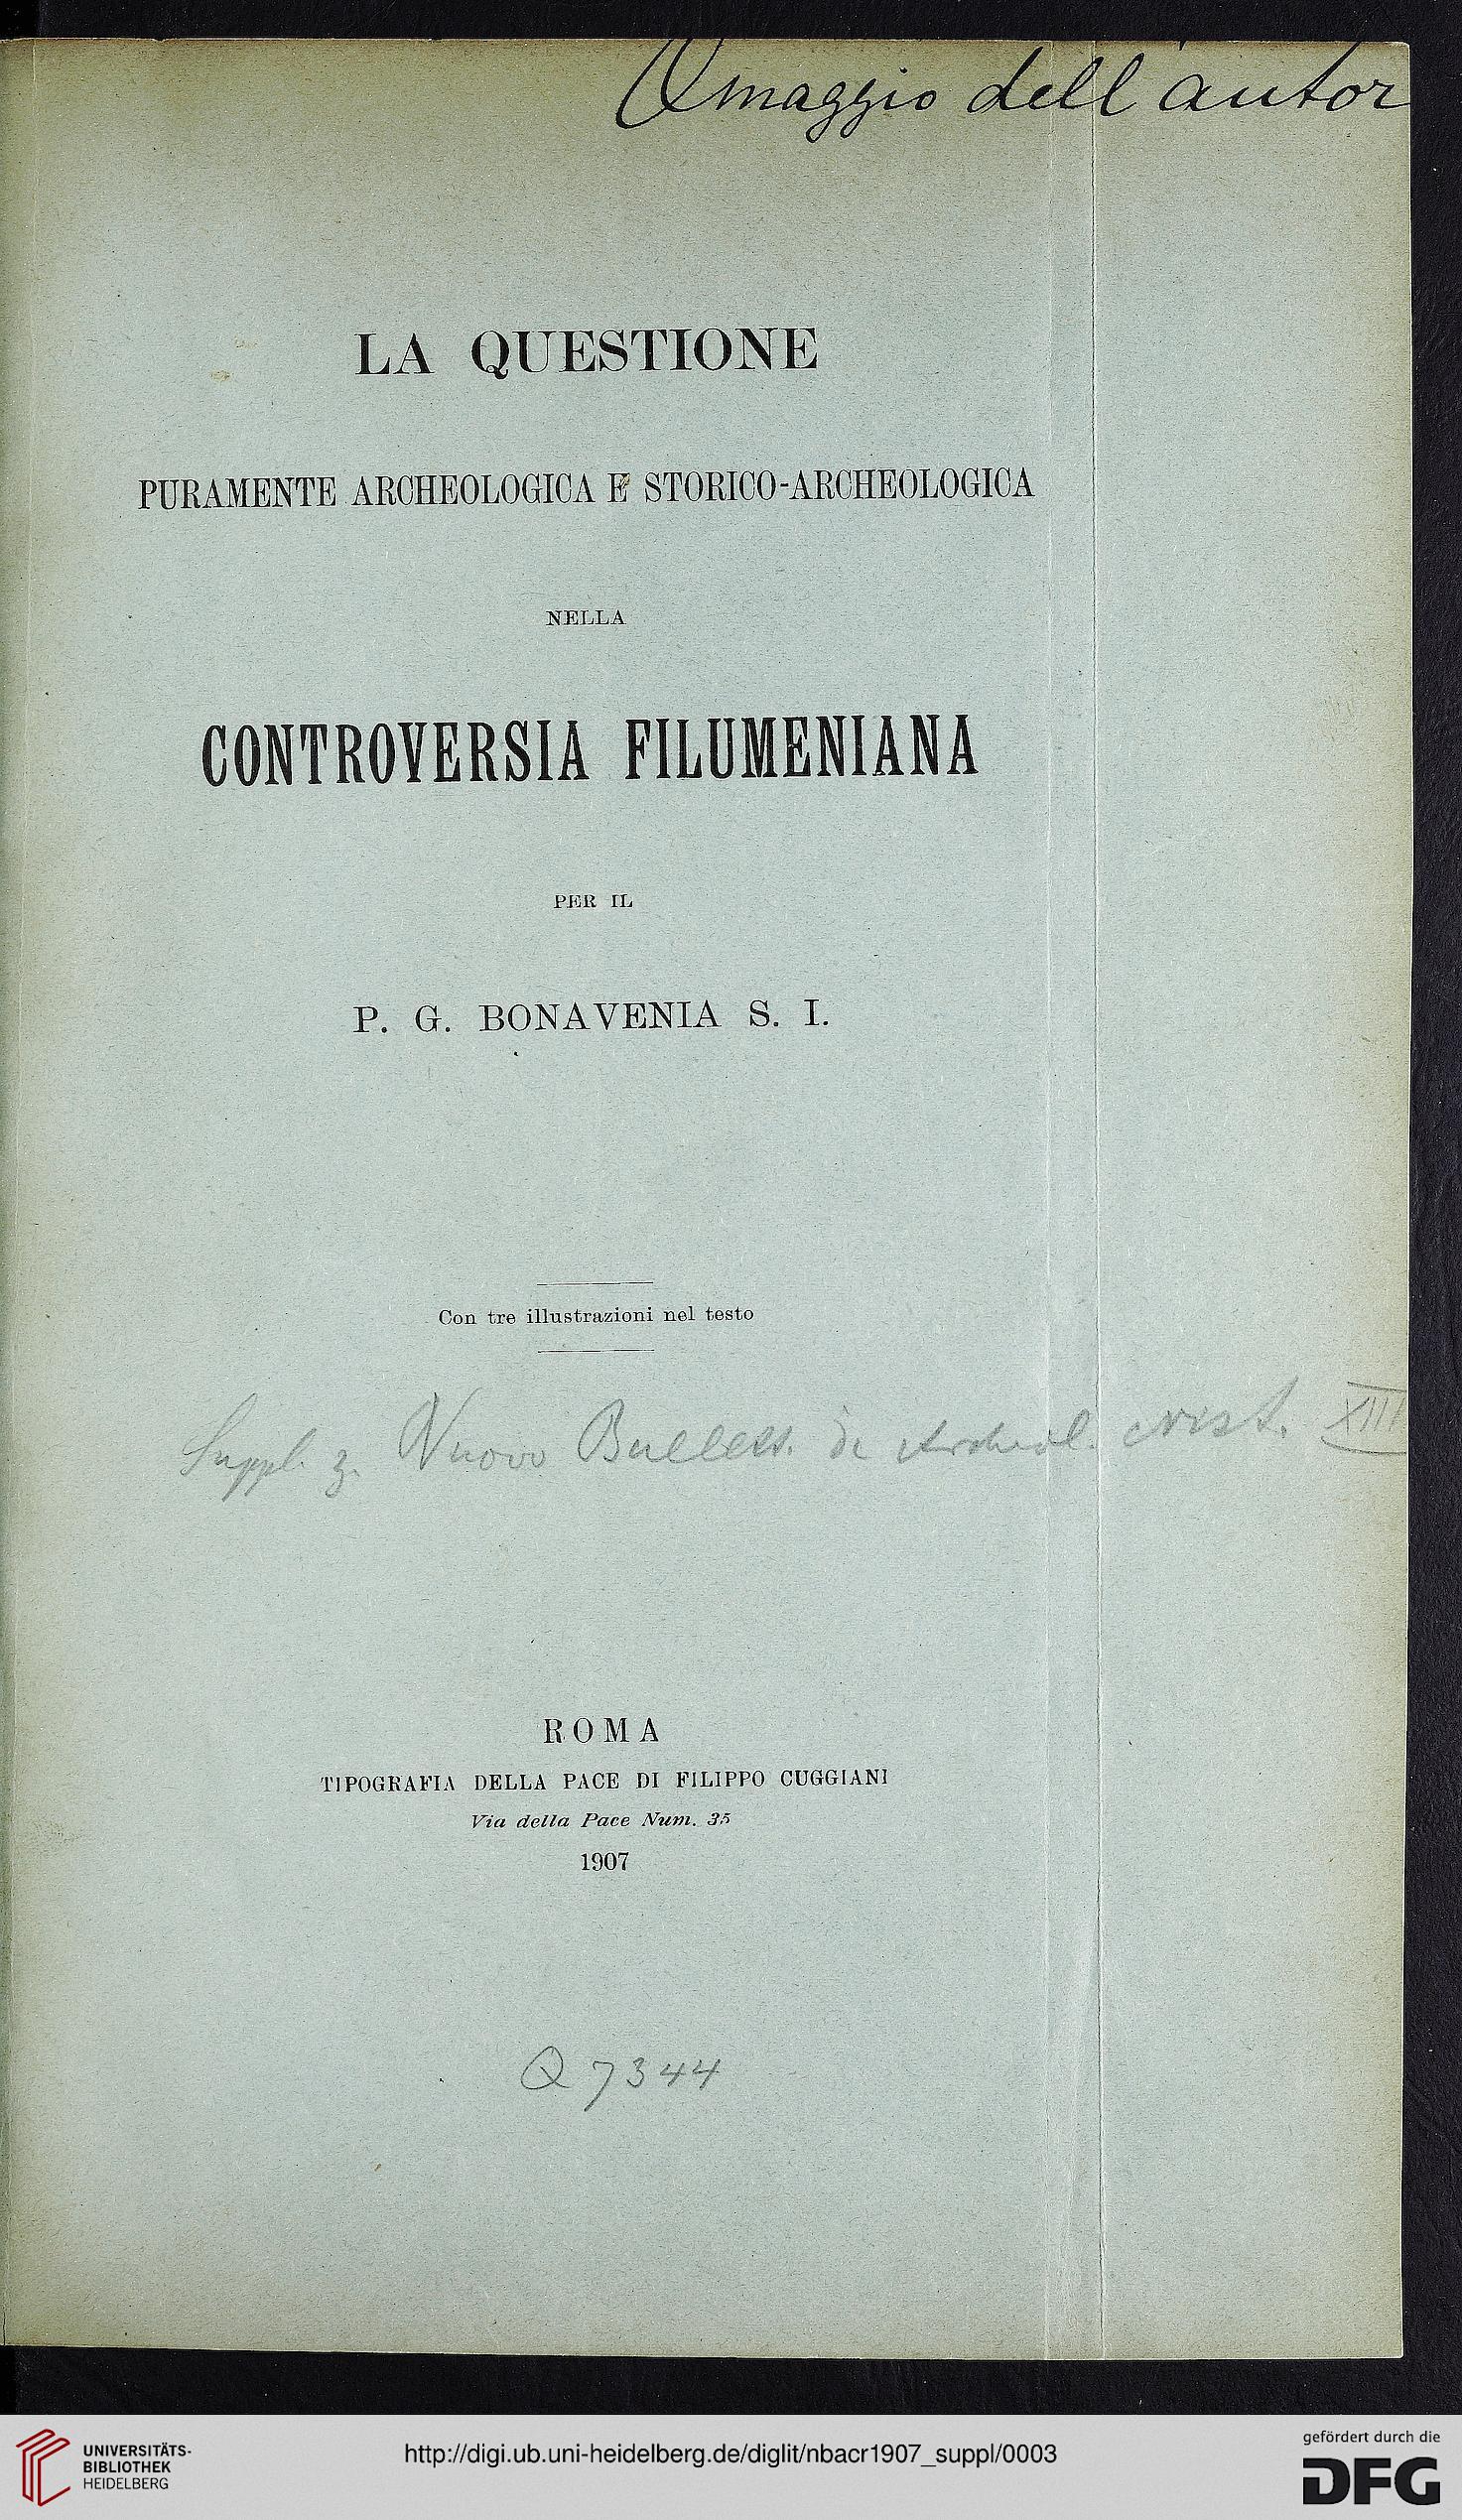 Omaggio dell'autor
LA QUESTIONE
PURAMENTE ARCHEOLOGICA E STORICO-ARCHEOLOGICA
NELLA
CONTROVERSIA FILUMENIANA
PER IL
P. G. BONAVENIA S. I.
Con tre illustrazioni nel testo
Suppl. z. Nuovo Bullett. di Archeol. crist. XIII
ROMA
TIPOGRAFIA DELLA PACE DI FILIPPO CUGGIANI
Via della Pace Num. 35
1907
Q 7344
UNIVERSITÄTS-
BIBLIOTHEK
HEIDELBERG
http://digi.ub.uni-heidelberg.de/diglit/nbacr1907_suppl/0003
gefördert durch die
DFG